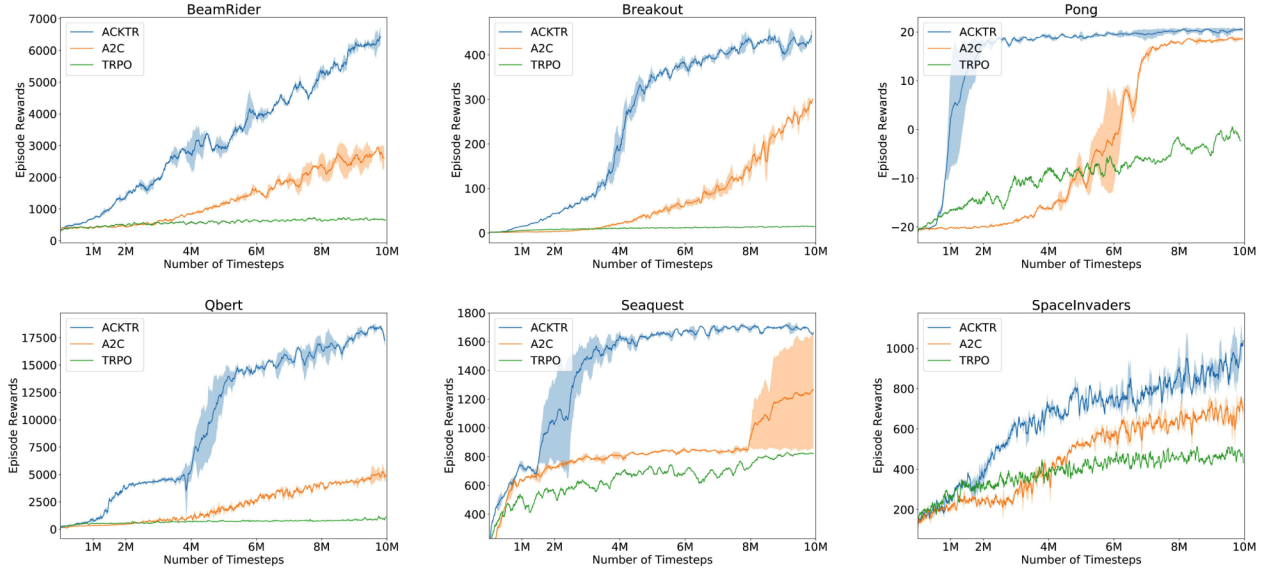 BeamRider
7000
6000
5000
4000
3000
2000
1000
0
Episode Rewards
ACKTR
A2C
TRPO
1M 2M 4M 6M 8M 10M
Number of Timesteps
Breakout
400
300
200
100
0
Episode Rewards
ACKTR
A2C
TRPO
1M 2M 4M 6M 8M 10M
Number of Timesteps
Pong
20
10
0
−10
−20
Episode Rewards
ACKTR
A2C
TRPO
1M 2M 4M 6M 8M 10M
Number of Timesteps
Qbert
17500
15000
12500
10000
7500
5000
2500
0
Episode Rewards
ACKTR
A2C
TRPO
1M 2M 4M 6M 8M 10M
Number of Timesteps
Seaquest
1800
1600
1400
1200
1000
800
600
400
Episode Rewards
ACKTR
A2C
TRPO
1M 2M 4M 6M 8M 10M
Number of Timesteps
SpaceInvaders
1000
800
600
400
200
Episode Rewards
ACKTR
A2C
TRPO
1M 2M 4M 6M 8M 10M
Number of Timesteps